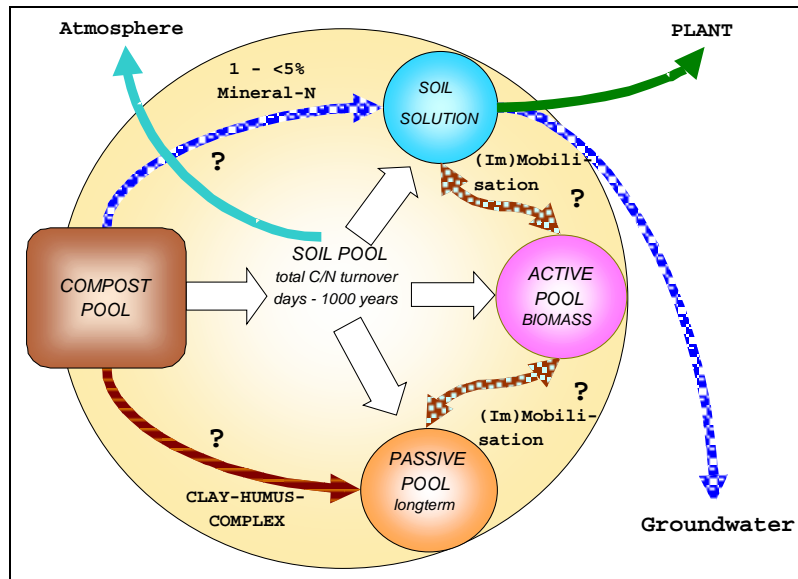 Atmosphere
PLANT
1 - <5%
Mineral-N
SOIL
SOLUTION
?
(Im)Mobili-
sation
?
COMPOST
POOL
SOIL POOL
total C/N turnover
days - 1000 years
ACTIVE
POOL
BIOMASS
?
(Im)Mobili-
sation
?
PASSIVE
POOL
longterm
CLAY-HUMUS-
COMPLEX
Groundwater